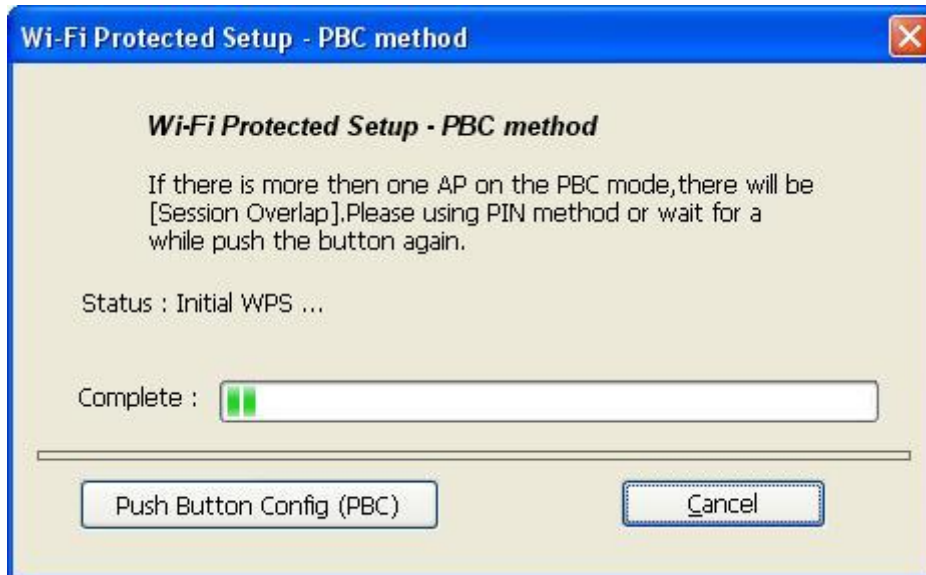 Wi-Fi Protected Setup - PBC method
Wi-Fi Protected Setup - PBC method
If there is more then one AP on the PBC mode,there will be
[Session Overlap].Please using PIN method or wait for a
while push the button again.
Status : Initial WPS ...
Complete :
Push Button Config (PBC)
Cancel